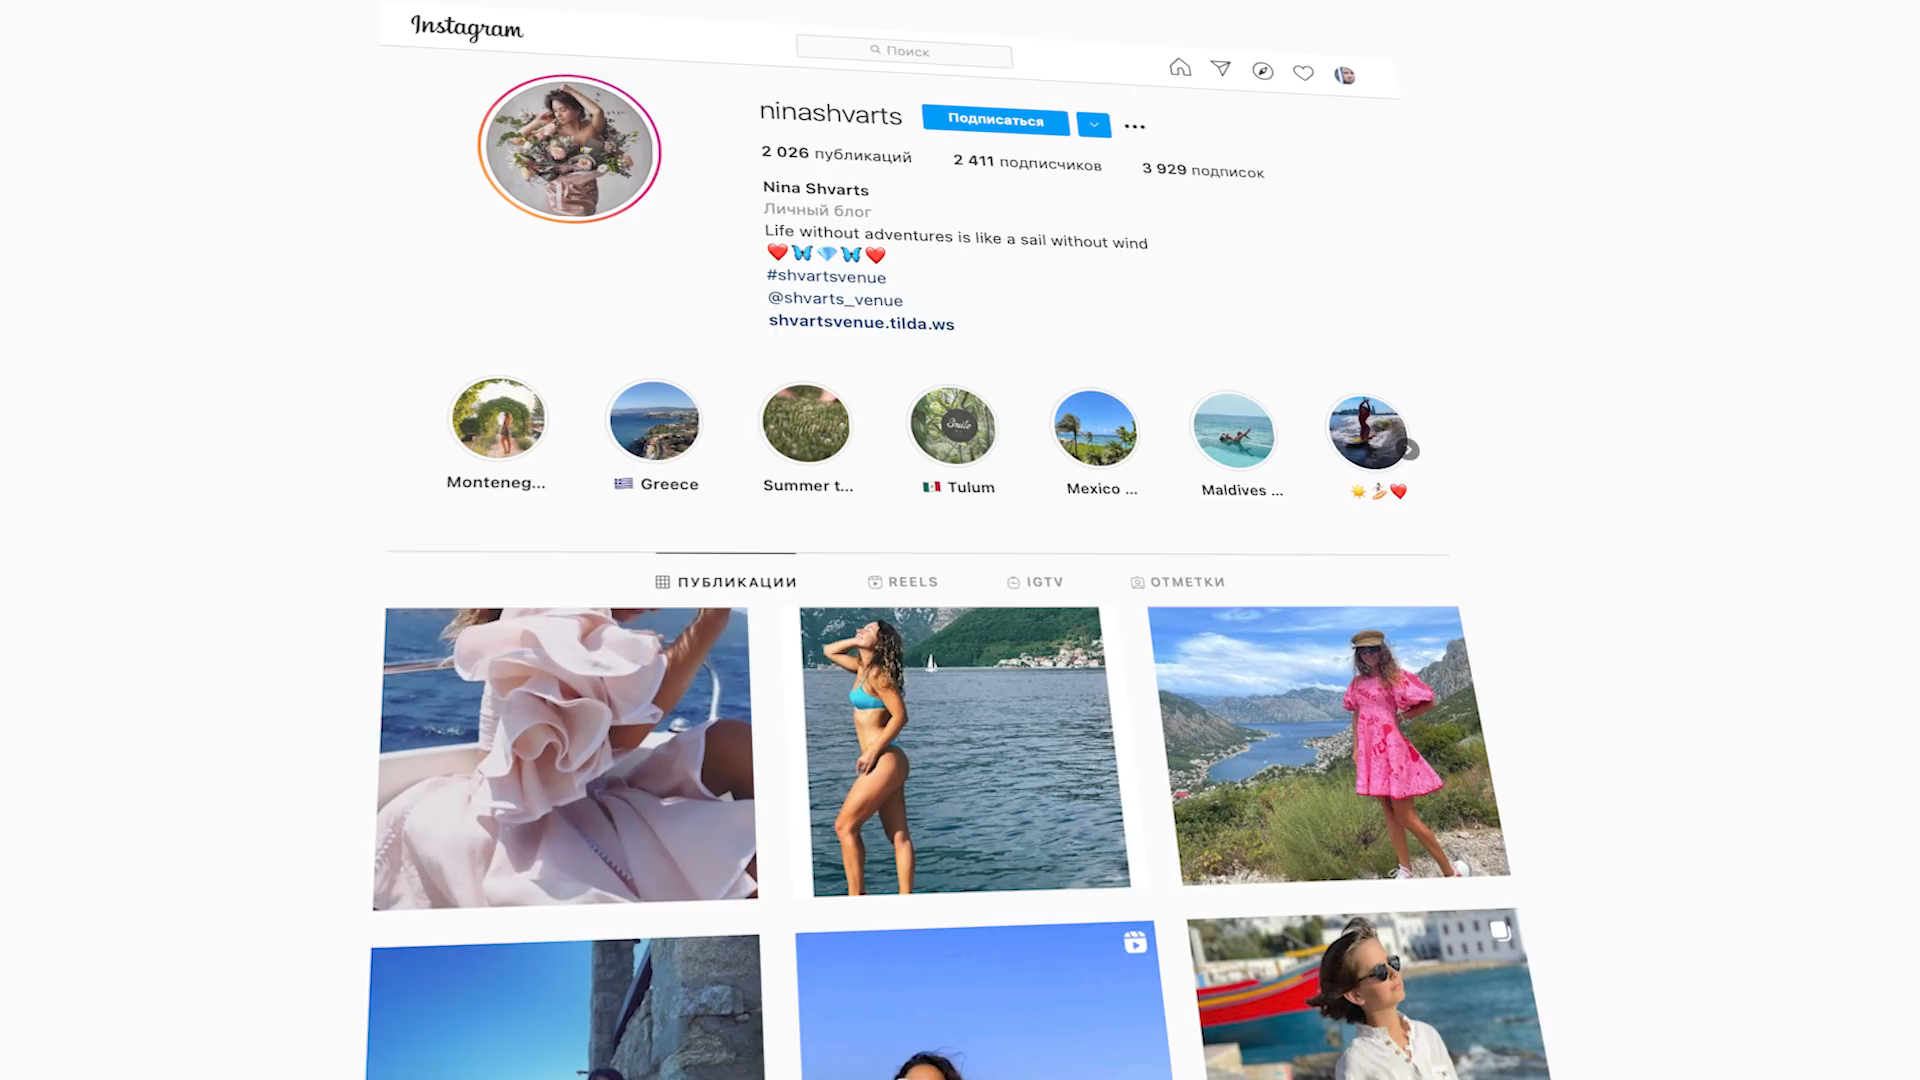 Instagram
Поиск
ninashvarts Подписаться
2 026 публикаций 2 411 подписчиков 3 929 подписок
Nina Shvarts
Личный блог
Life without adventures is like a sail without wind
❤️🦋💎🦋❤️
#shvartsvenue
@shvarts_venue
shvartsvenue.tilda.ws
Smile
Monteneg... 🇬🇷 Greece Summer t... 🇲🇽 Tulum Mexico ... Maldives ... ☀️🏄❤️
ПУБЛИКАЦИИ REELS IGTV ОТМЕТКИ